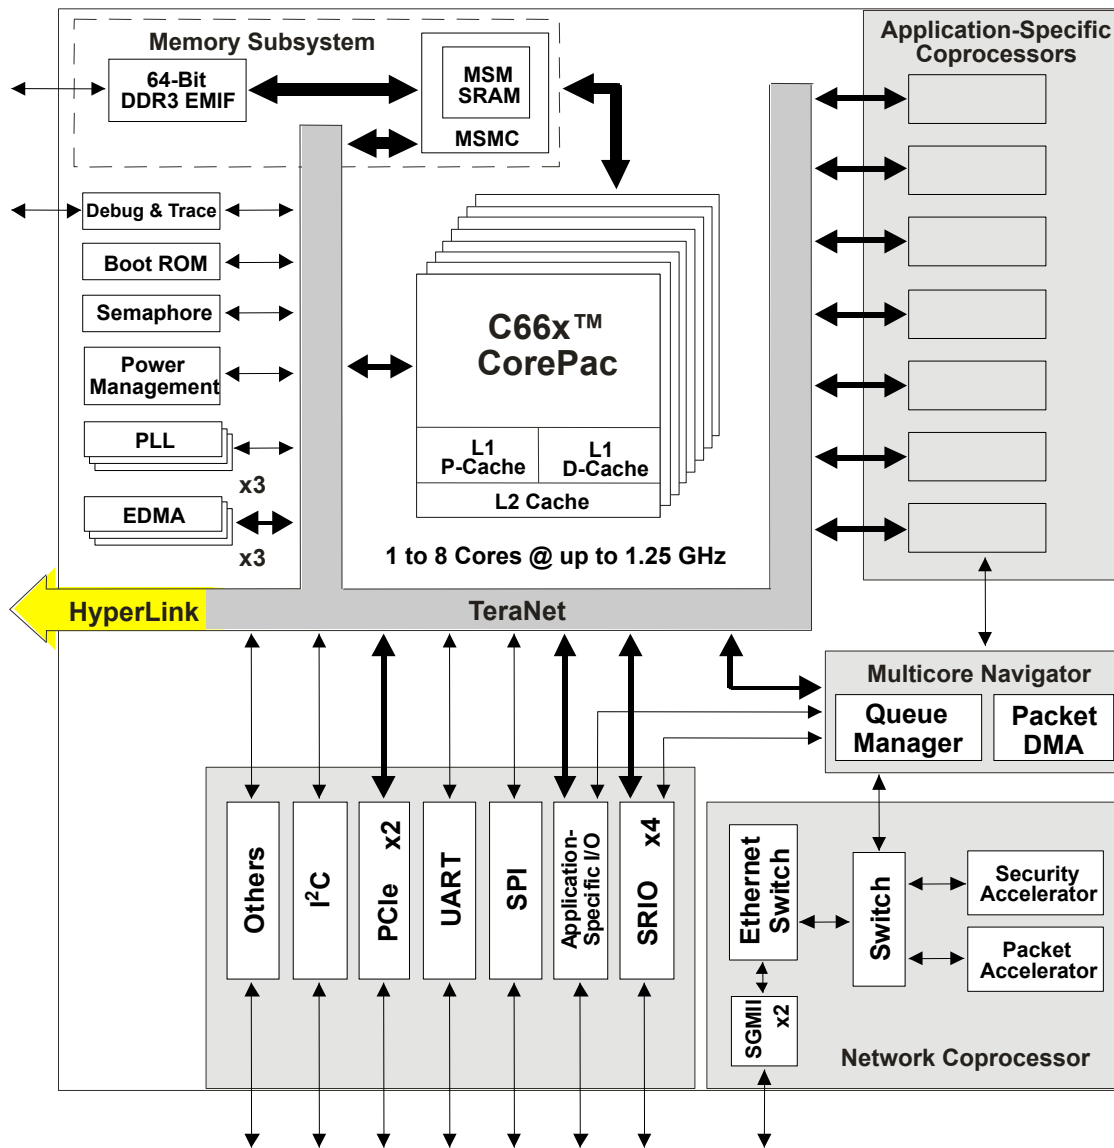 Memory Subsystem
64-Bit
DDR3 EMIF
MSM
SRAM
MSMC
Application-Specific
Coprocessors
Debug & Trace
Boot ROM
Semaphore
Power
Management
PLL
x3
EDMA
x3
C66x™
CorePac
L1
P-Cache
L1
D-Cache
L2 Cache
1 to 8 Cores @ up to 1.25 GHz
HyperLink
TeraNet
Multicore Navigator
Queue
Manager
Packet
DMA
Others
I²C
PCIe x2
UART
SPI
Application-
Specific I/O
SRIO x4
Ethernet
Switch
Switch
Security
Accelerator
Packet
Accelerator
SGMII x2
Network Coprocessor